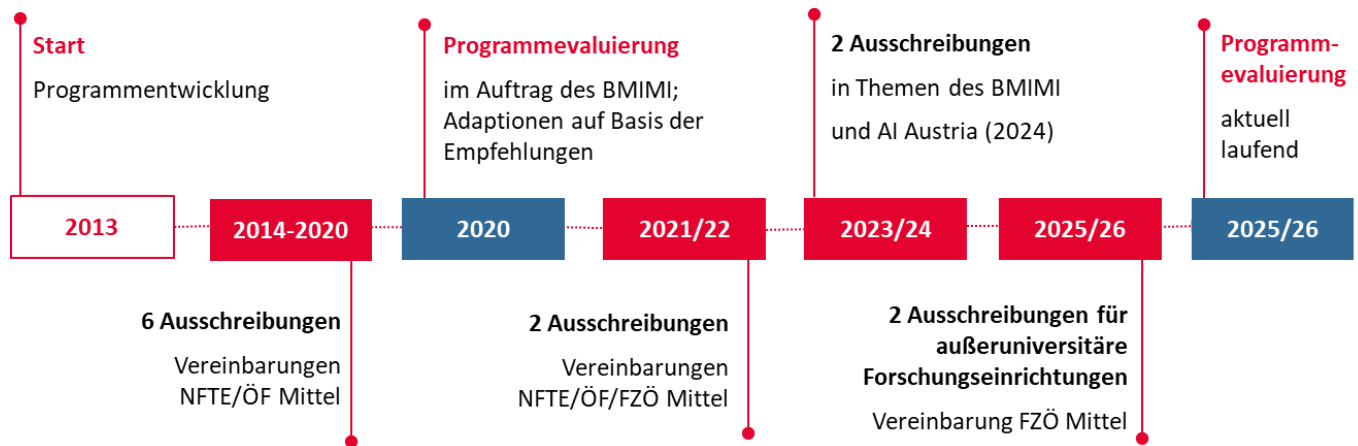 Start
Programmentwicklung
Programmevaluierung
im Auftrag des BMIMI;
Adaptionen auf Basis der
Empfehlungen
2 Ausschreibungen
in Themen des BMIMI
und AI Austria (2024)
Programm-
evaluierung
aktuell
laufend
2013
2014-2020
2020
2021/22
2023/24
2025/26
2025/26
6 Ausschreibungen
Vereinbarungen
NFTE/ÖF Mittel
2 Ausschreibungen
Vereinbarungen
NFTE/ÖF/FZÖ Mittel
2 Ausschreibungen für
außeruniversitäre
Forschungseinrichtungen
Vereinbarung FZÖ Mittel